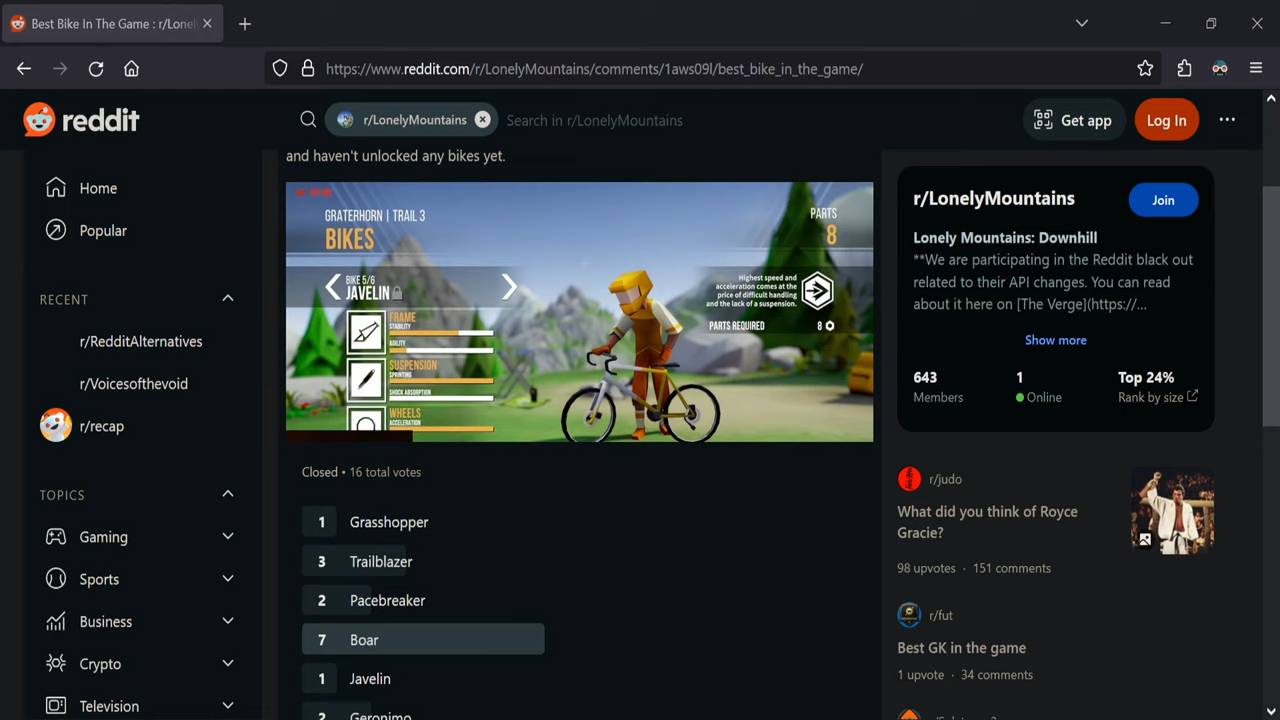 Best Bike In The Game : r/Lonel
https://www.reddit.com/r/LonelyMountains/comments/1aws09l/best_bike_in_the_game/
reddit
r/LonelyMountains
Search in r/LonelyMountains
Get app
Log In
Home
Popular
RECENT
r/RedditAlternatives
r/Voicesofthevoid
r/recap
TOPICS
Gaming
Sports
Business
Crypto
Television
and haven't unlocked any bikes yet.
GRATERHORN | TRAIL 3
BIKES
PARTS
8
BIKE 5/6
JAVELIN
FRAME
STABILITY
AGILITY
SUSPENSION
SPRINTING
SHOCK ABSORPTION
WHEELS
ACCELERATION
Highest speed and
acceleration comes at the
price of difficult handling
and the lack of a suspension.
PARTS REQUIRED 8
Closed • 16 total votes
1 Grasshopper
3 Trailblazer
2 Pacebreaker
7 Boar
1 Javelin
2 Geronimo
r/LonelyMountains
Join
Lonely Mountains: Downhill
**We are participating in the Reddit black out
related to their API changes. You can read
about it here on [The Verge](https://...
Show more
643
Members
1
Online
Top 24%
Rank by size
r/judo
What did you think of Royce
Gracie?
98 upvotes · 151 comments
r/fut
Best GK in the game
1 upvote · 34 comments